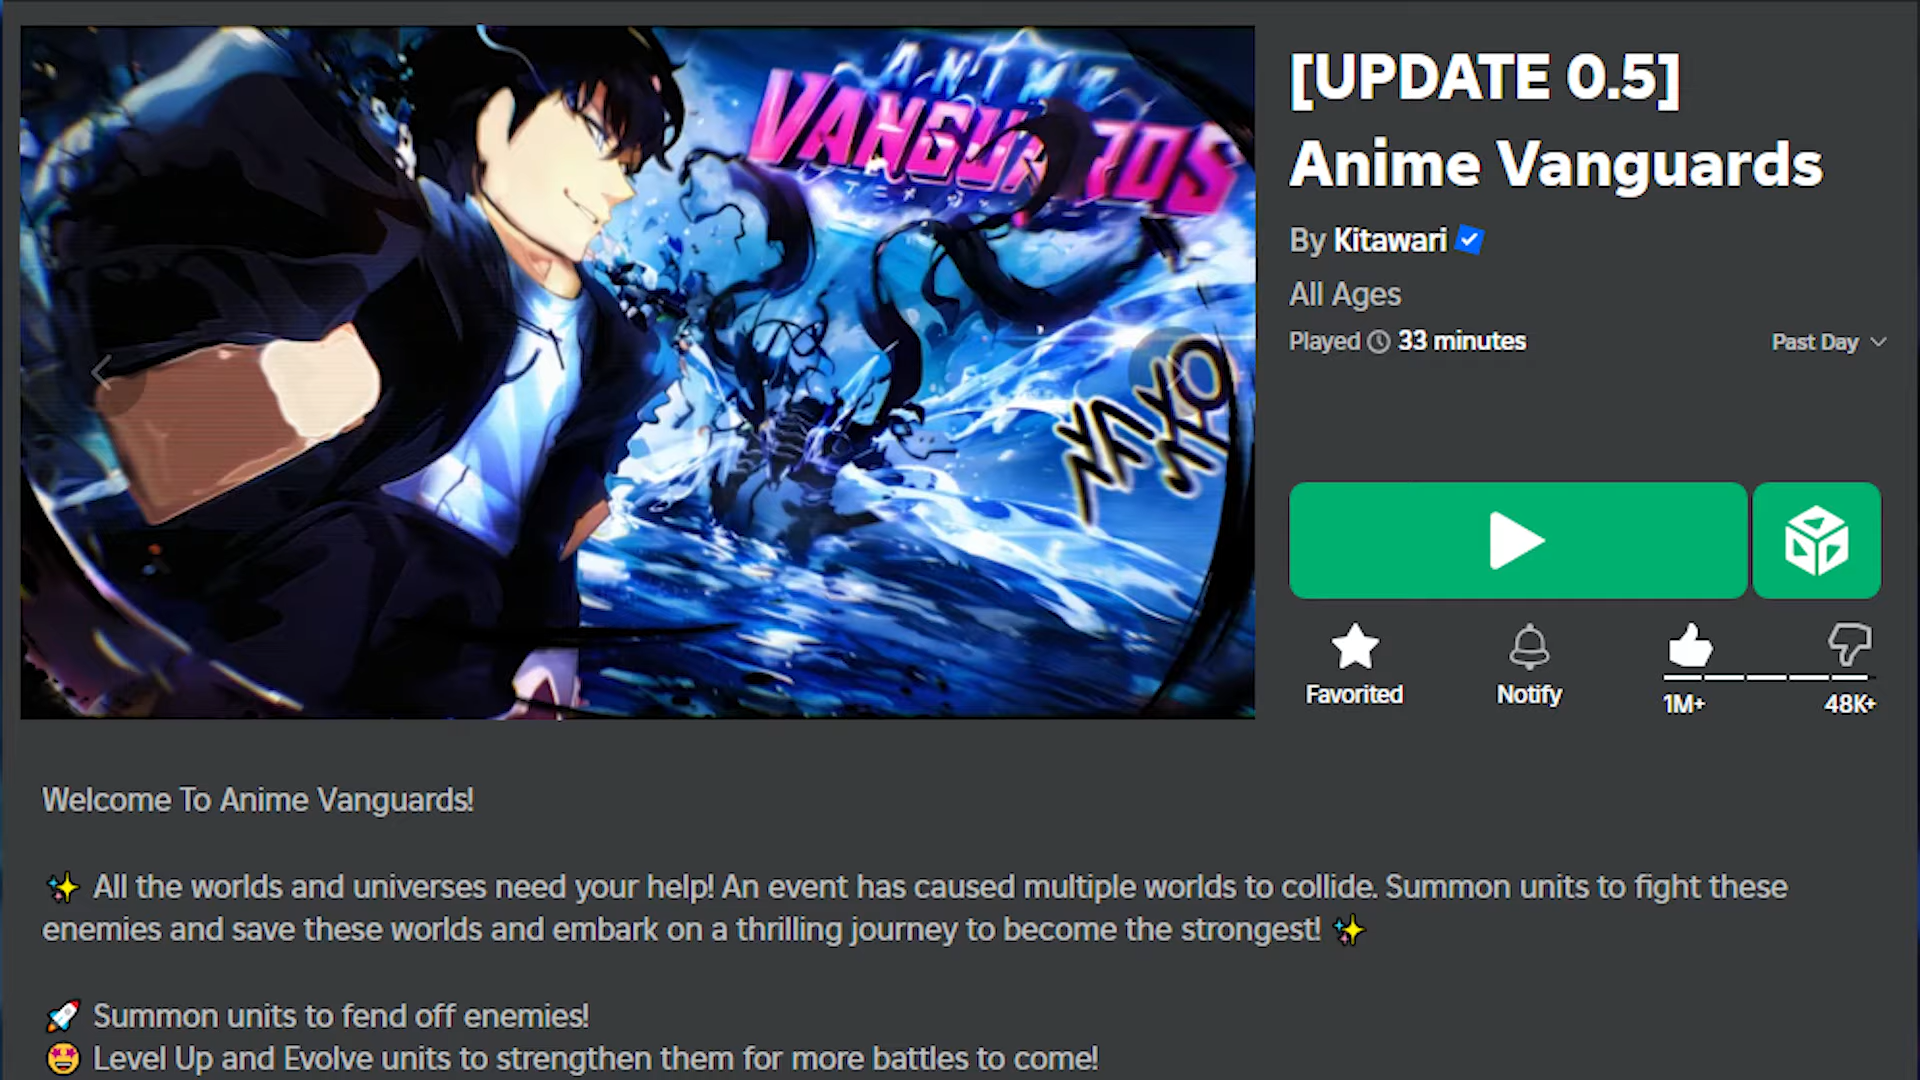 ANIME
VANGUARDS
[UPDATE 0.5]
Anime Vanguards
By Kitawari
All Ages
Played 33 minutes
Past Day
Favorited
Notify
1M+
48K+
Welcome To Anime Vanguards!
✨ All the worlds and universes need your help! An event has caused multiple worlds to collide. Summon units to fight these
enemies and save these worlds and embark on a thrilling journey to become the strongest! ✨
🚀 Summon units to fend off enemies!
🤩 Level Up and Evolve units to strengthen them for more battles to come!